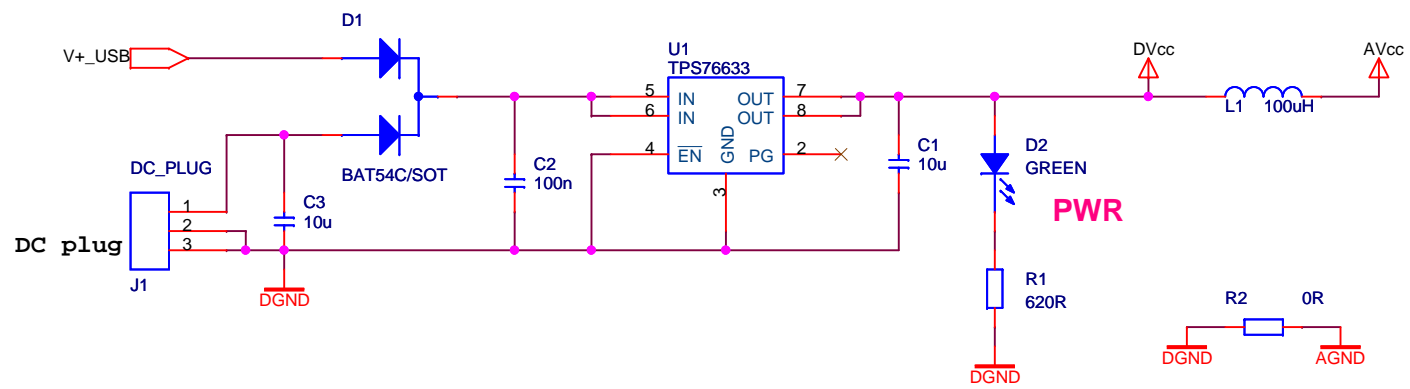 D1
V+_USB
BAT54C/SOT
DC_PLUG
1
2
3
DC plug
J1
C3
10u
DGND
C2
100n
U1
TPS76633
5
6
4
IN
IN
EN
GND
OUT
OUT
PG
7
8
2
3
C1
10u
D2
GREEN
PWR
R1
620R
DGND
DVcc
AVcc
L1 100uH
R2 0R
DGND
AGND